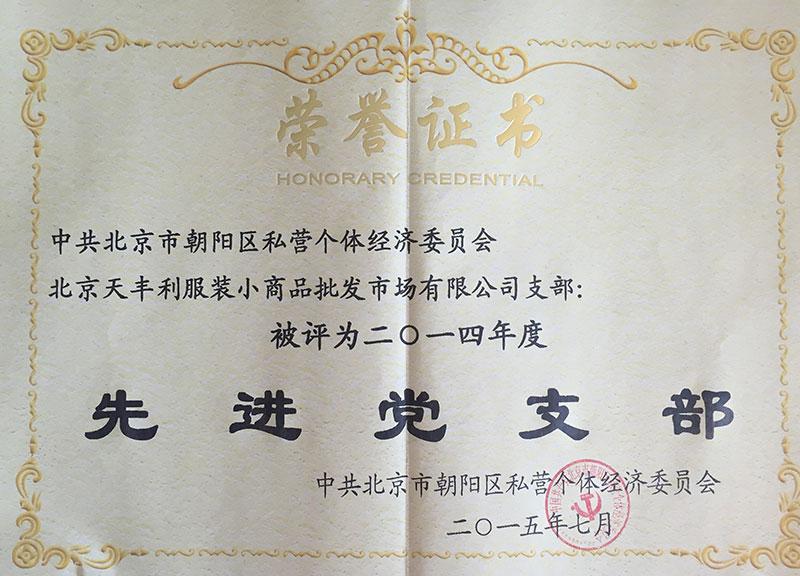 荣誉证书
HONORARY CREDENTIAL
中共北京市朝阳区私营个体经济委员会
北京天丰利服装小商品批发市场有限公司支部：
被评为二〇一四年度
先进党支部
中共北京市朝阳区私营个体经济委员会
二〇一五年七月